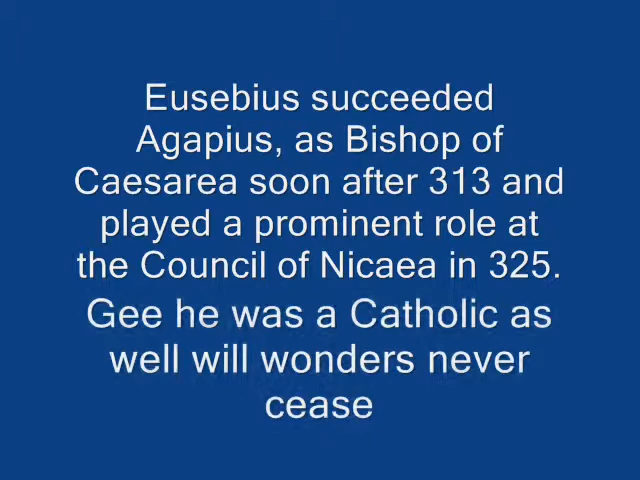 Eusebius succeeded
Agapius, as Bishop of
Caesarea soon after 313 and
played a prominent role at
the Council of Nicaea in 325.
Gee he was a Catholic as
well will wonders never
cease